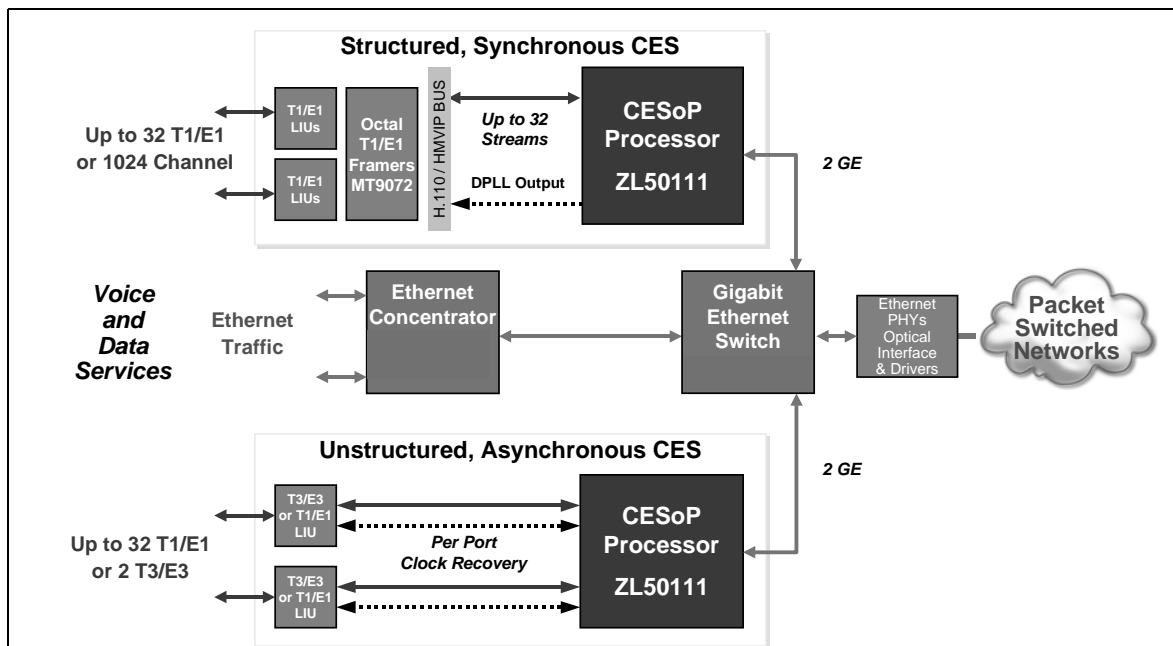 Structured, Synchronous CES
Up to 32 T1/E1
or 1024 Channel
T1/E1
LIUs
T1/E1
LIUs
Octal
T1/E1
Framers
MT9072
H.110 / HMVIP BUS
Up to 32
Streams
DPLL Output
CESoP
Processor
ZL50111
2 GE
Voice
and
Data
Services
Ethernet
Traffic
Ethernet
Concentrator
Gigabit
Ethernet
Switch
Ethernet
PHYs
Optical
Interface
& Drivers
Packet
Switched
Networks
Unstructured, Asynchronous CES
2 GE
Up to 32 T1/E1
or 2 T3/E3
T3/E3
or T1/E1
LIU
T3/E3
or T1/E1
LIU
Per Port
Clock Recovery
CESoP
Processor
ZL50111